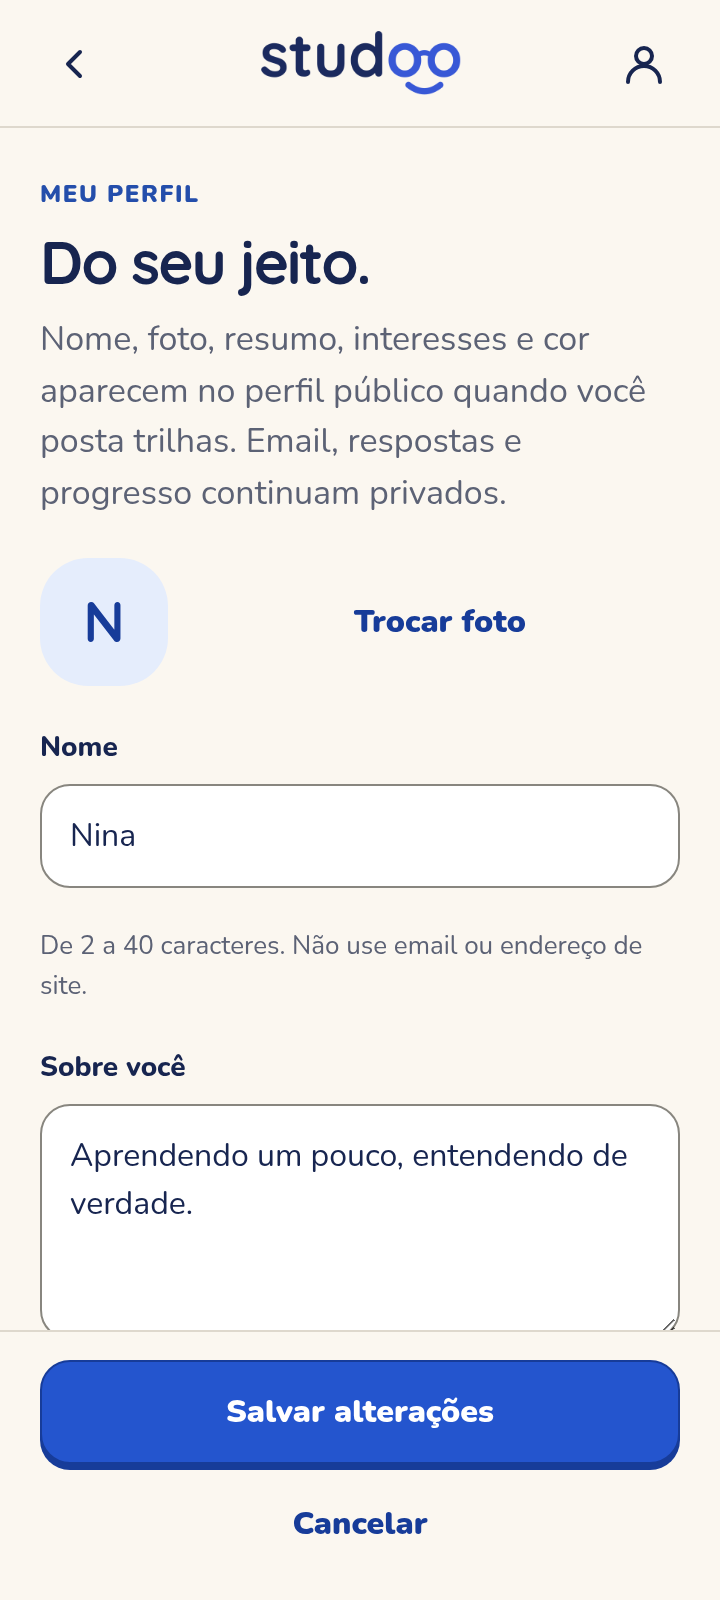 studoo
MEU PERFIL
Do seu jeito.
Nome, foto, resumo, interesses e cor
aparecem no perfil público quando você
posta trilhas. Email, respostas e
progresso continuam privados.
N
Trocar foto
Nome
Nina
De 2 a 40 caracteres. Não use email ou endereço de
site.
Sobre você
Aprendendo um pouco, entendendo de
verdade.
Salvar alterações
Cancelar